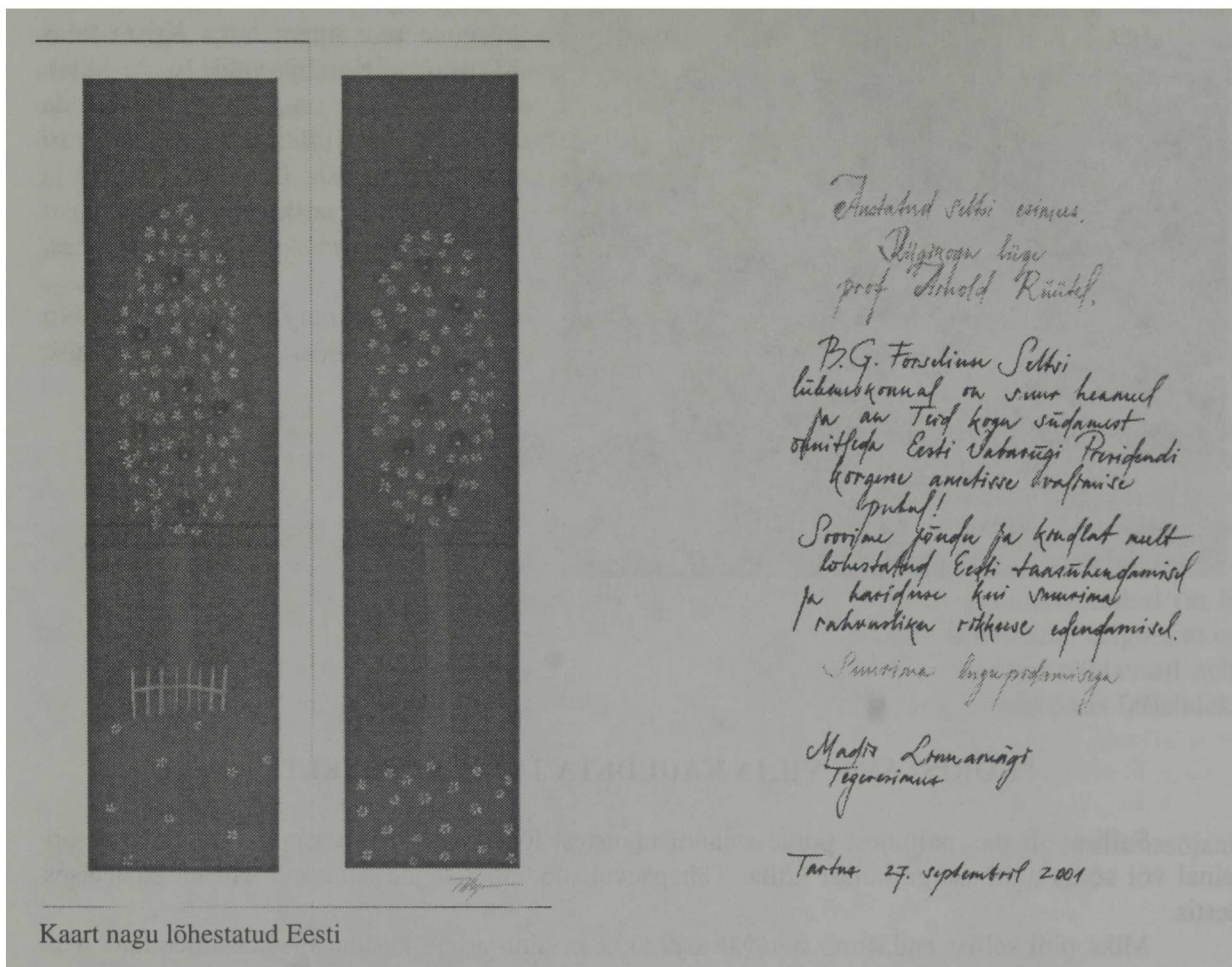 Austatud Seltsi esimees,
Riigikogu liige
prof Arnold Rüütel.
B.G. Forseliuse Seltsi
liikmeskonnal on suur heameel
ja au Teid kogu südamest
õnnitleda Eesti Vabariigi Presidendi
kõrgesse ametisse valimise
puhul!
Soovime jõudu ja kindlat meelt
lõhestatud Eesti taasühendamisel
ja hariduse kui suurima
rahvusliku rikkuse edendamisel.
Suurima lugupidamisega
Madis Linnamägi
Tegevesimees
Tartus 27. septembril 2001
Kaart nagu lõhestatud Eesti